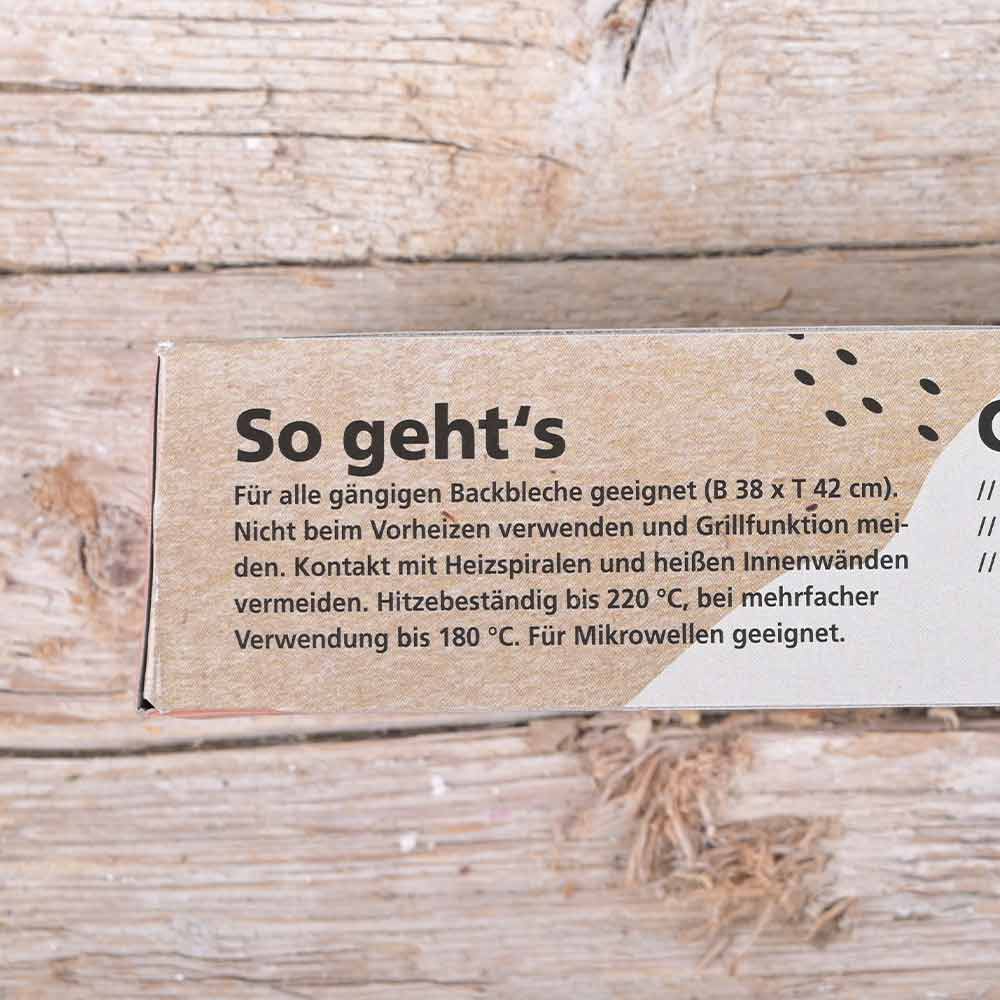 So geht‘s
Für alle gängigen Backbleche geeignet (B 38 x T 42 cm).
Nicht beim Vorheizen verwenden und Grillfunktion mei-
den. Kontakt mit Heizspiralen und heißen Innenwänden
vermeiden. Hitzebeständig bis 220 °C, bei mehrfacher
Verwendung bis 180 °C. Für Mikrowellen geeignet.
//
//
//